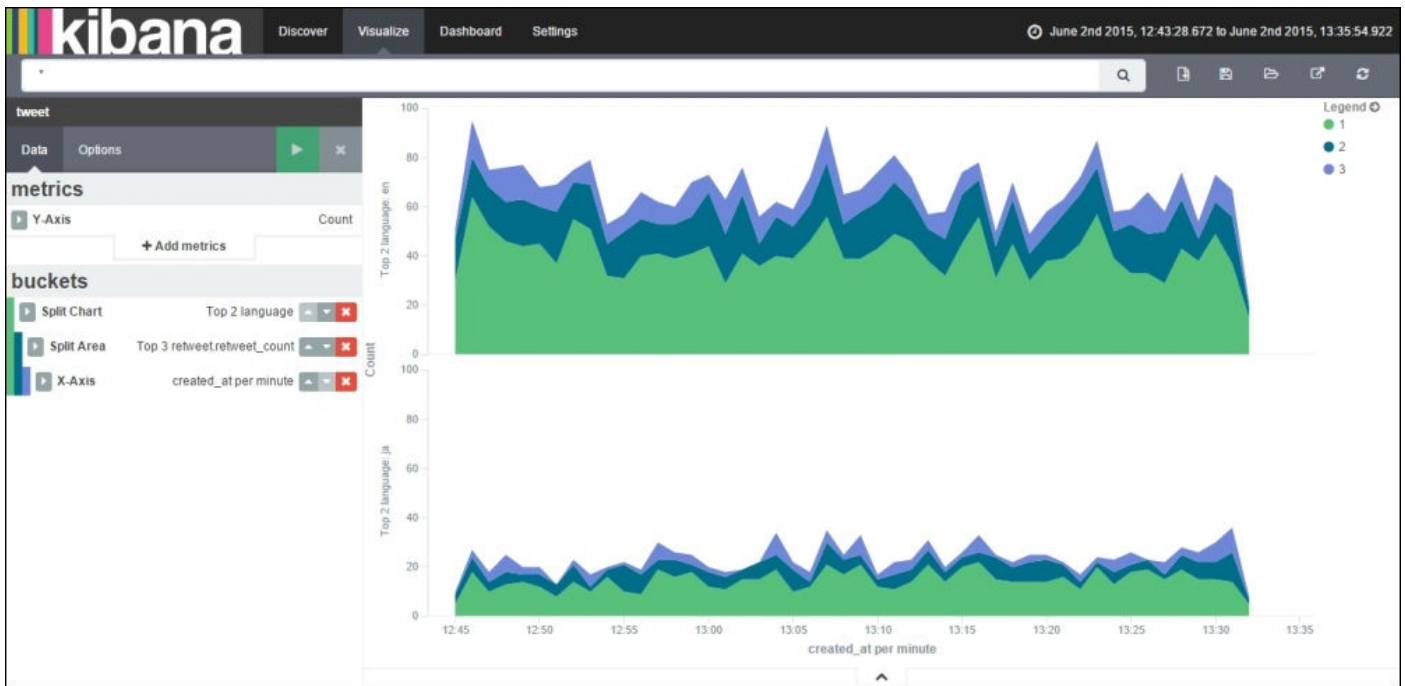 kibana
Discover Visualize Dashboard Settings
June 2nd 2015, 12:43:28.672 to June 2nd 2015, 13:35:54.922
*
tweet
Data Options
metrics
Y-Axis Count
+ Add metrics
buckets
Split Chart Top 2 language
Split Area Top 3 retweet.retweet_count
X-Axis created_at per minute
Legend
1
2
3
Top 2 language: en
100
80
60
40
20
0
Count
Top 2 language: ja
100
80
60
40
20
0
12:45 12:50 12:55 13:00 13:05 13:10 13:15 13:20 13:25 13:30 13:35
created_at per minute